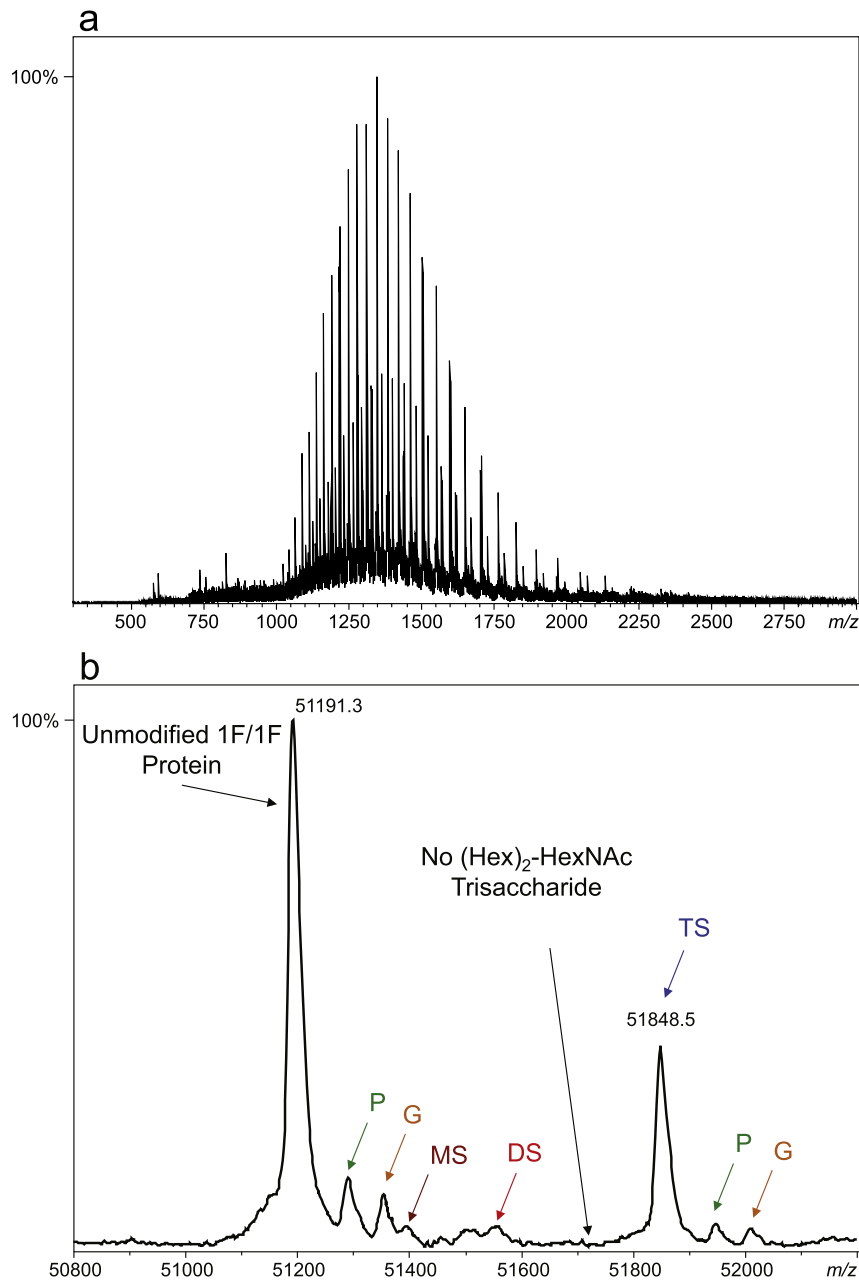 a
100%
500 750 1000 1250 1500 1750 2000 2250 2500 2750 m/z
b
51191.3
100%
Unmodified 1F/1F
Protein
No (Hex)2-HexNAc
Trisaccharide
TS
51848.5
P
G
MS
DS
P
G
50800 51000 51200 51400 51600 51800 52000 m/z